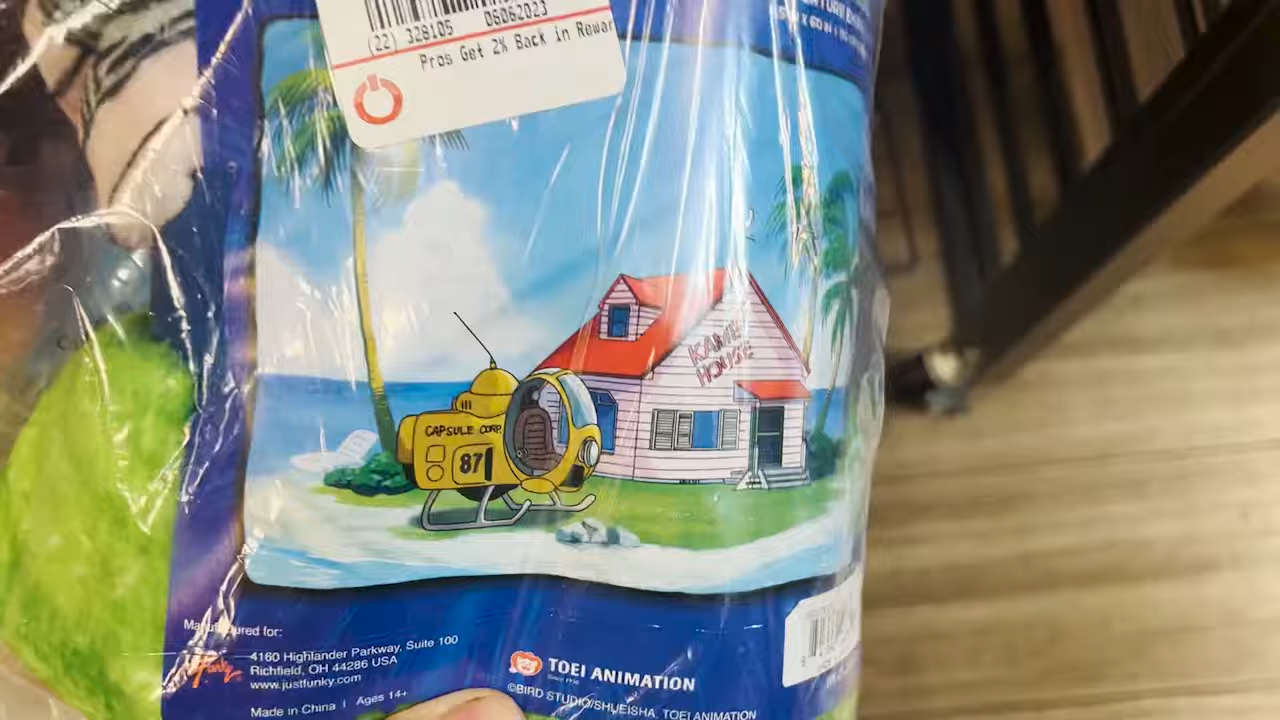 (22) 328105 06062023
Pros Get 2% Back in Rewar
KAME
HOUSE
CAPSULE CORP.
87
Manufactured for:
4160 Highlander Parkway, Suite 100
Richfield, OH 44286 USA
www.justfunky.com
Made in China | Ages 14+
TOEI ANIMATION
©BIRD STUDIO/SHUEISHA, TOEI ANIMATION